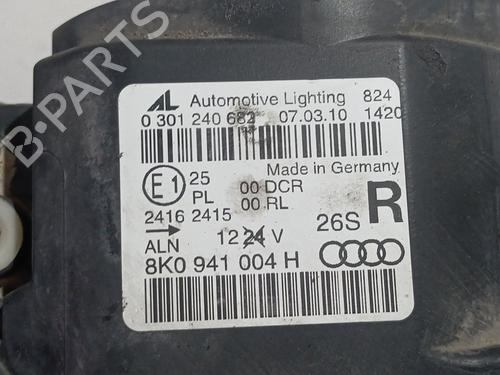 AL Automotive Lighting 824
0 301 240 682 07.03.10 1420
Made in Germany
E1 25 00 DCR
PL 00 RL
2416 2415 26S R
ALN 12 24 V
8K0 941 004 H
B-PARTS